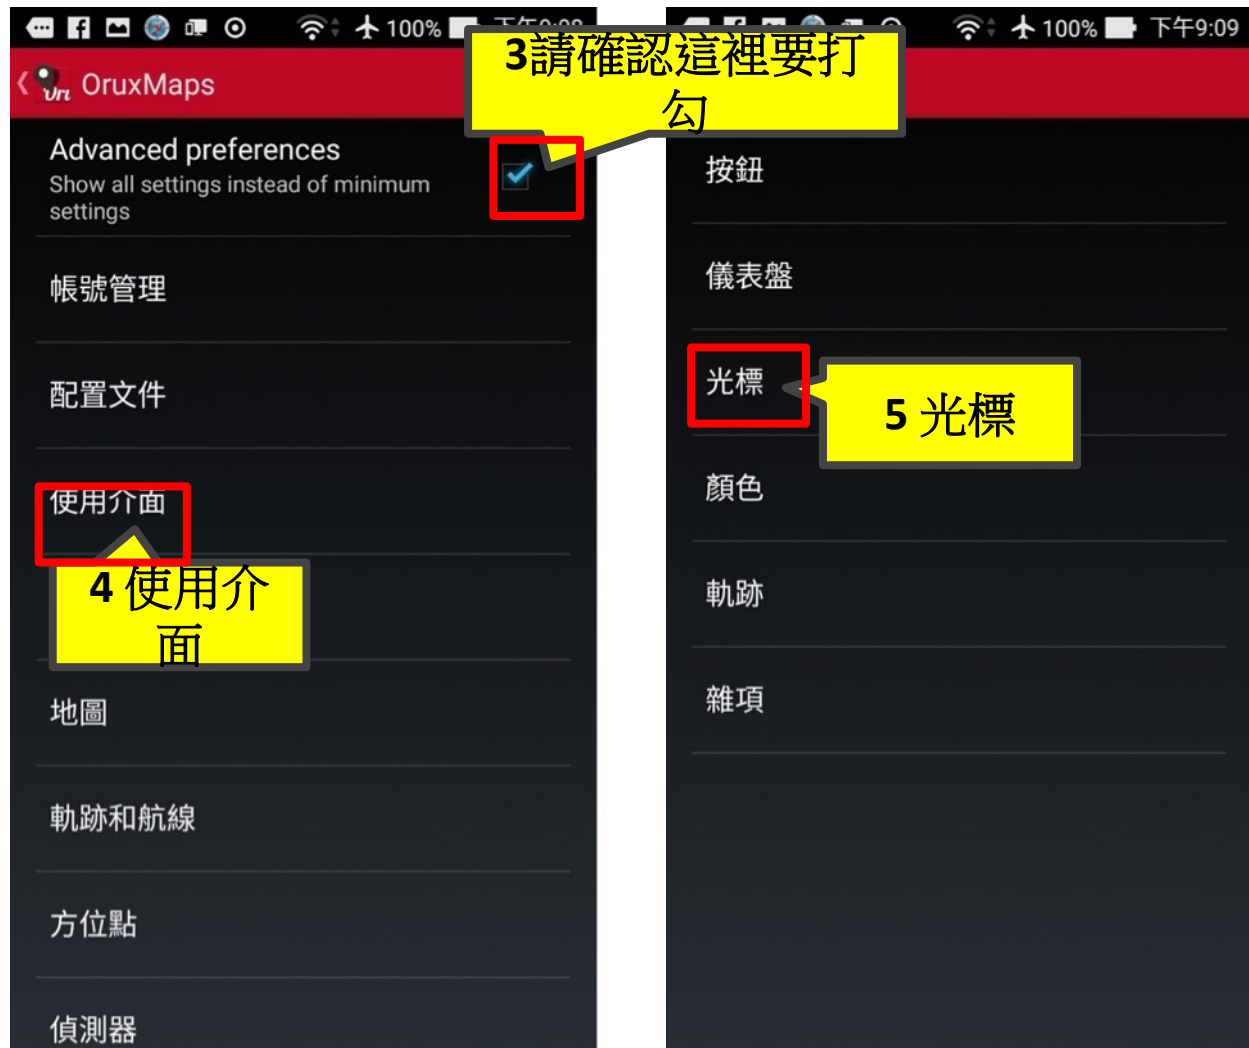 100%
OruxMaps
3請確認這裡要打
勾
Advanced preferences
Show all settings instead of minimum
settings
帳號管理
配置文件
使用介面
4 使用介
面
地圖
軌跡和航線
方位點
偵測器
100% 下午9:09
按鈕
儀表盤
光標
5 光標
顏色
軌跡
雜項